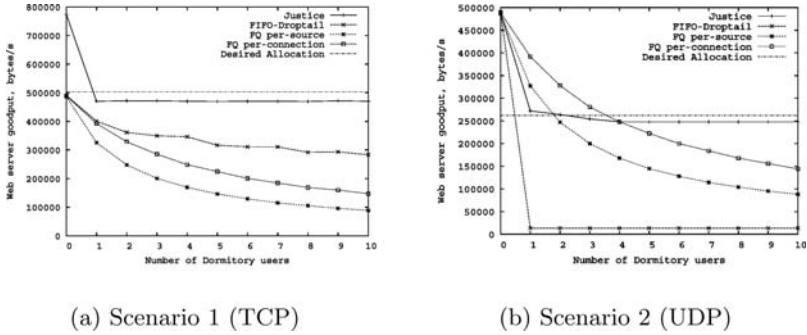 Justice
FIFO-Droptail
FQ per-source
FQ per-connection
Desired Allocation
Web server goodput, bytes/s
800000
700000
600000
500000
400000
300000
200000
100000
0
0 1 2 3 4 5 6 7 8 9 10
Number of Dormitory users
(a) Scenario 1 (TCP)
Justice
FIFO-Droptail
FQ per-source
FQ per-connection
Desired Allocation
Web server goodput, bytes/s
500000
450000
400000
350000
300000
250000
200000
150000
100000
50000
0
0 1 2 3 4 5 6 7 8 9 10
Number of Dormitory users
(b) Scenario 2 (UDP)